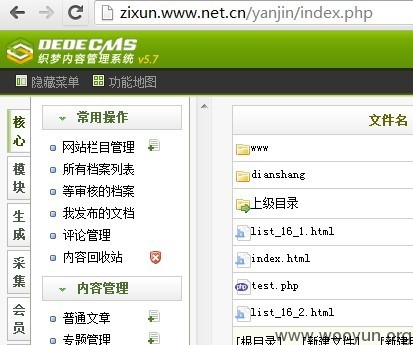 zixun.www.net.cn/yanjin/index.php
DEDECMS
织梦内容管理系统 v5.7
隐藏菜单 功能地图
核心
模块
生成
采集
会员
常用操作
网站栏目管理
所有档案列表
等审核的档案
我发布的文档
评论管理
内容回收站
内容管理
普通文章
专题管理
文件名
www
dianshang
上级目录
list_16_1.html
index.html
test.php
list_16_2.html
[根目录] [新建文件] [新建
www.wooyun.org